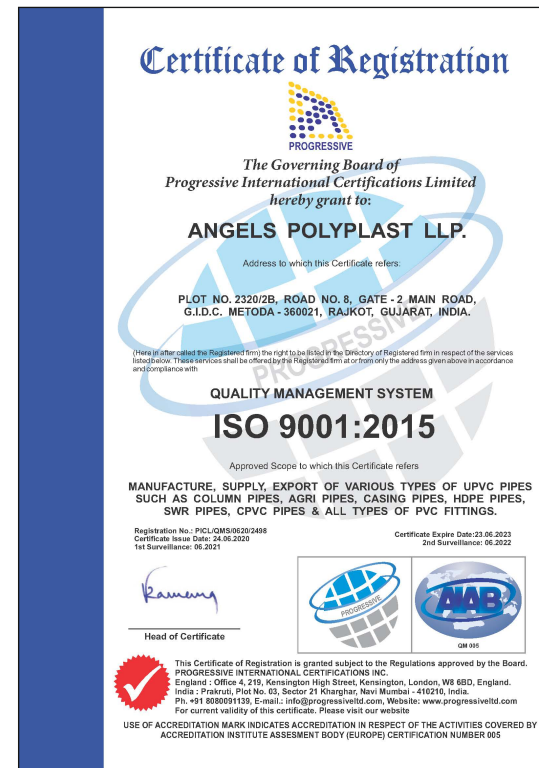 Certificate of Registration
PROGRESSIVE
The Governing Board of
Progressive International Certifications Limited
hereby grant to:
ANGELS POLYPLAST LLP.
Address to which this Certificate refers:
PLOT NO. 2320/2B, ROAD NO. 8, GATE - 2 MAIN ROAD,
G.I.D.C. METODA - 360021, RAJKOT, GUJARAT, INDIA.
PROGRESSIVE
(Here in after called the Registered firm) the right to be listed in the Directory of Registered firm in respect of the services
listed below. These services shall be offered by the Registered firm at or from only the address given above in accordance
and compliance with
QUALITY MANAGEMENT SYSTEM
ISO 9001:2015
Approved Scope to which this Certificate refers
MANUFACTURE, SUPPLY, EXPORT OF VARIOUS TYPES OF UPVC PIPES
SUCH AS COLUMN PIPES, AGRI PIPES, CASING PIPES, HDPE PIPES,
SWR PIPES, CPVC PIPES & ALL TYPES OF PVC FITTINGS.
Registration No.: PICL/QMS/0620/2498
Certificate Issue Date: 24.06.2020
1st Surveillance: 06.2021
Certificate Expire Date:23.06.2023
2nd Surveillance: 06.2022
Head of Certificate
PROGRESSIVE
AIAB
QM 005
This Certificate of Registration is granted subject to the Regulations approved by the Board.
PROGRESSIVE INTERNATIONAL CERTIFICATIONS INC.
England : Office 4, 219, Kensington High Street, Kensington, London, W8 6BD, England.
India : Prakruti, Plot No. 03, Sector 21 Kharghar, Navi Mumbai - 410210, India.
Ph. +91 8080091139, E-mail.: info@progressiveltd.com, Website: www.progressiveltd.com
For current validity of this certificate. Please visit our website
USE OF ACCREDITATION MARK INDICATES ACCREDITATION IN RESPECT OF THE ACTIVITIES COVERED BY
ACCREDITATION INSTITUTE ASSESMENT BODY (EUROPE) CERTIFICATION NUMBER 005